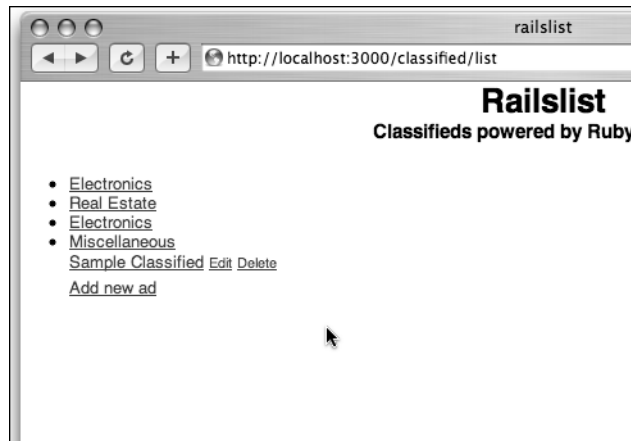 railslist
http://localhost:3000/classified/list
Railslist
Classifieds powered by Ruby
Electronics
Real Estate
Electronics
Miscellaneous
Sample Classified Edit Delete
Add new ad